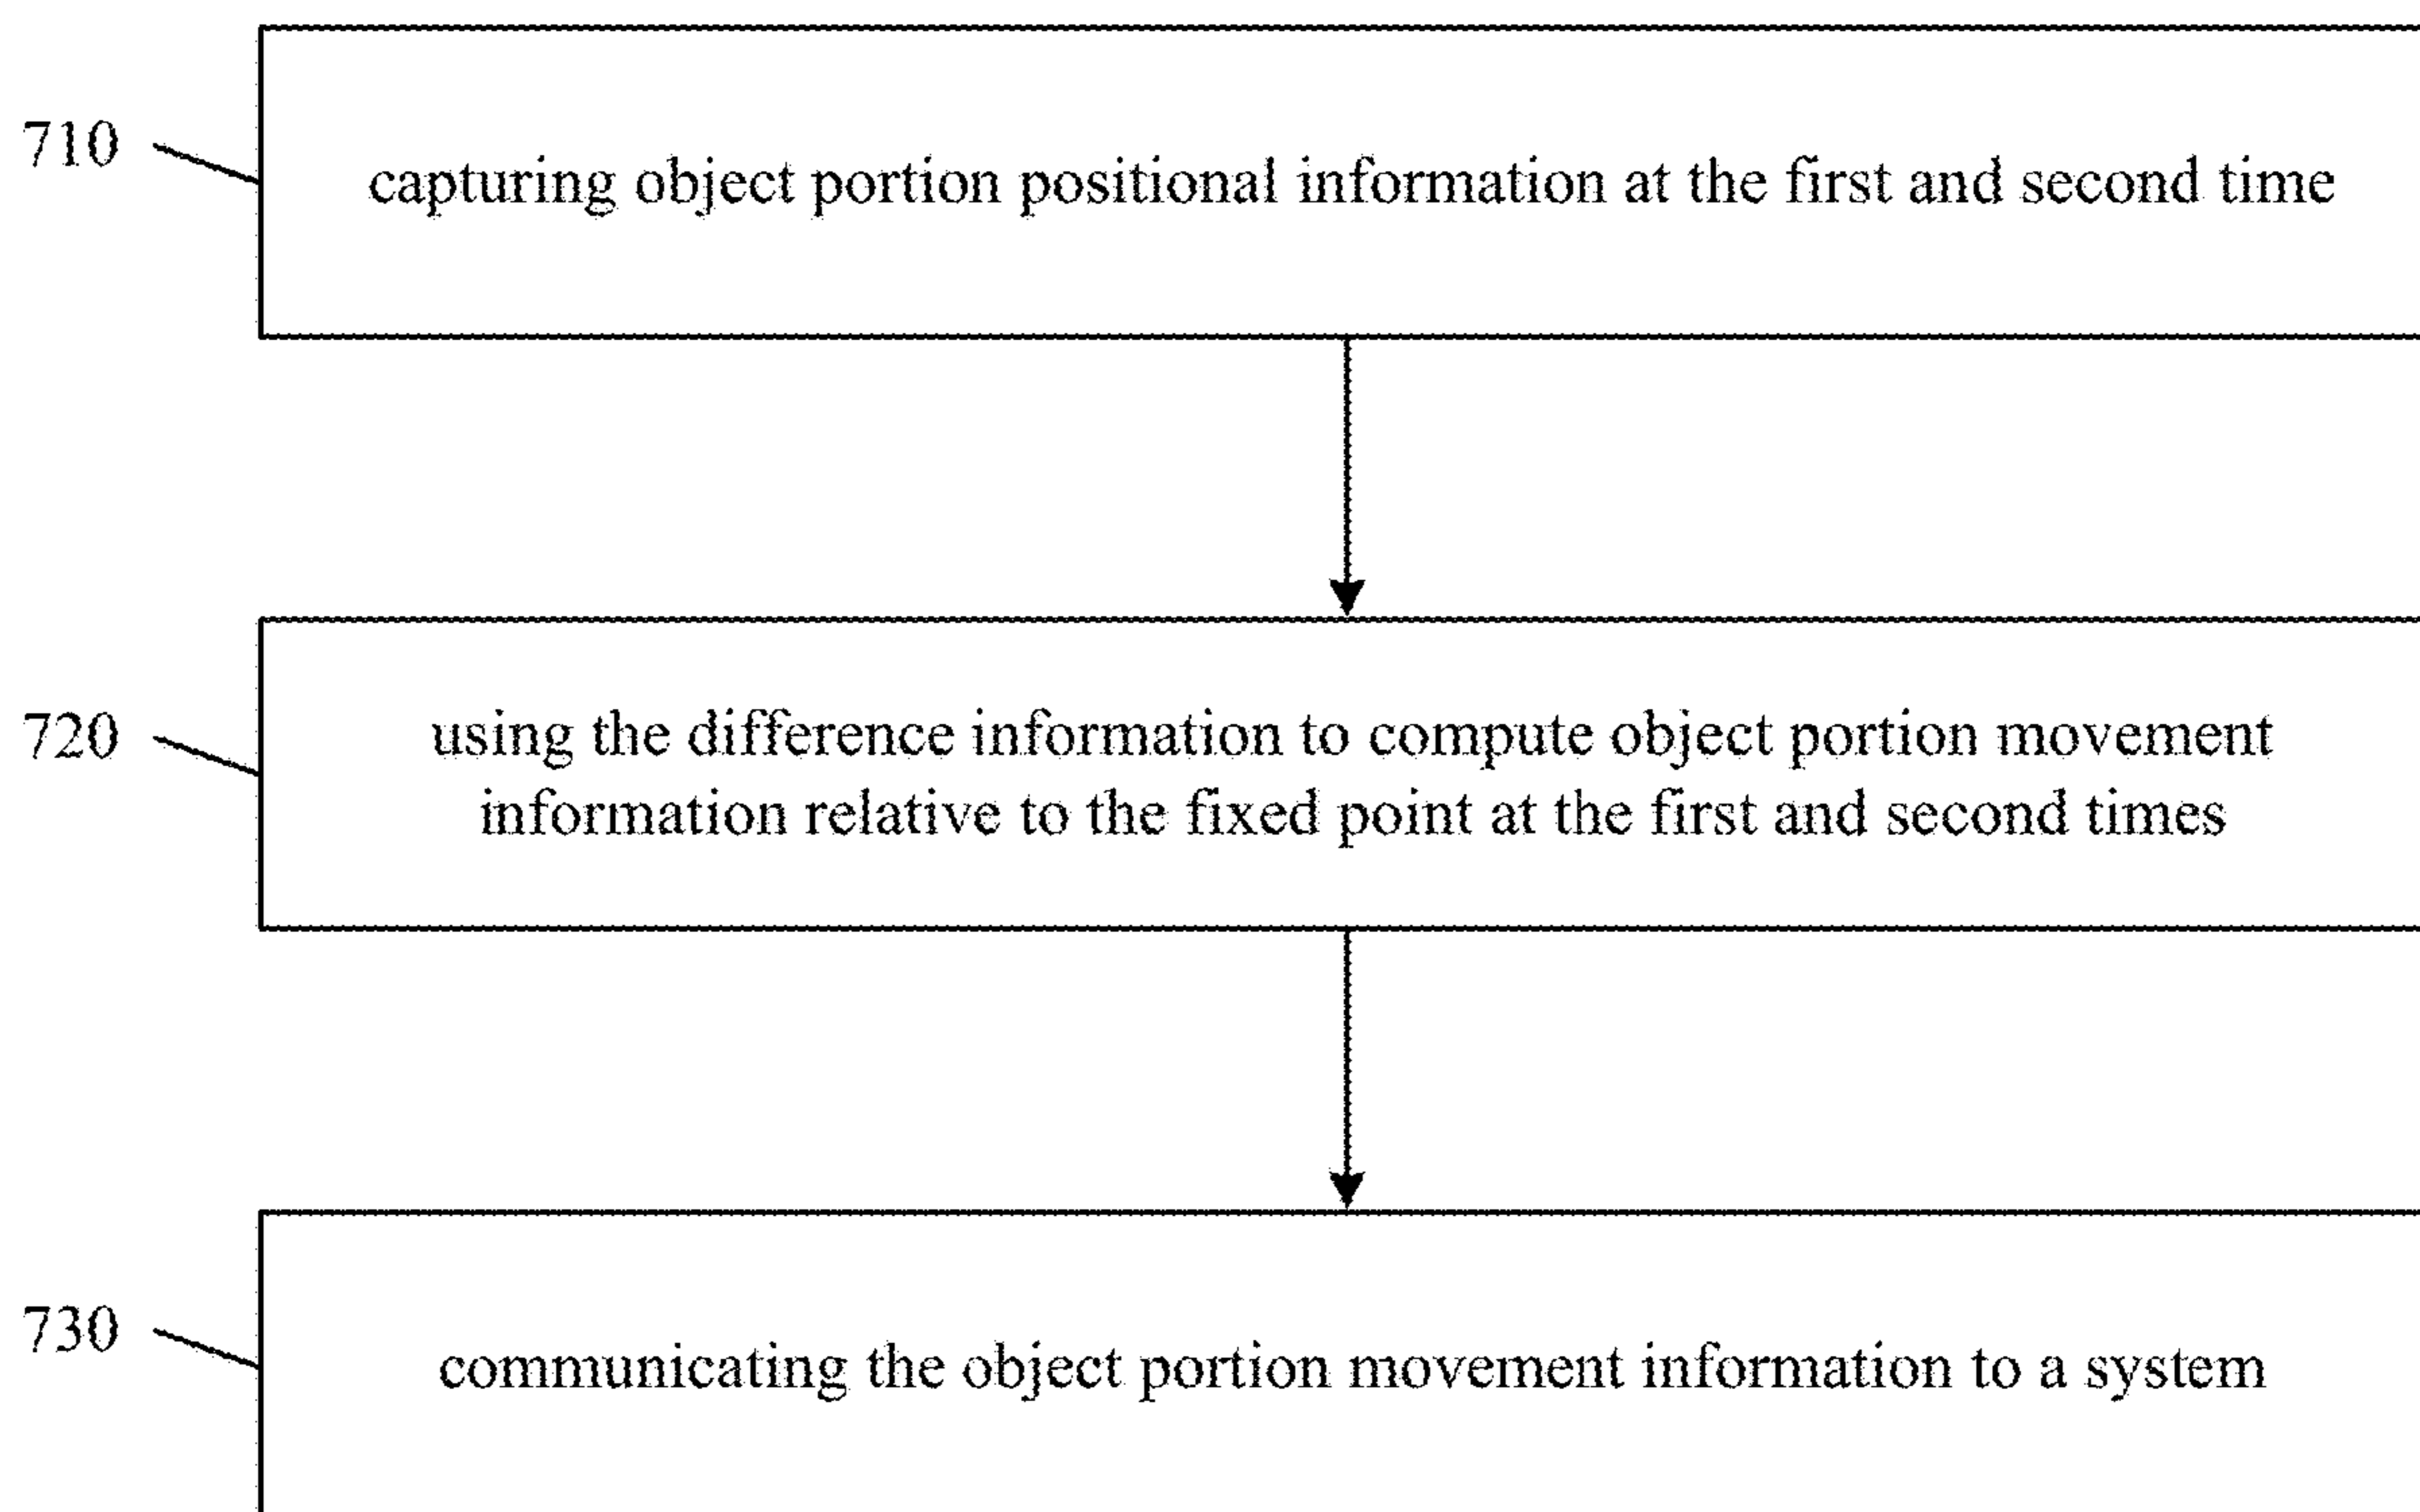 710
capturing object portion positional information at the first and second time
720
using the difference information to compute object portion movement
information relative to the fixed point at the first and second times
730
communicating the object portion movement information to a system